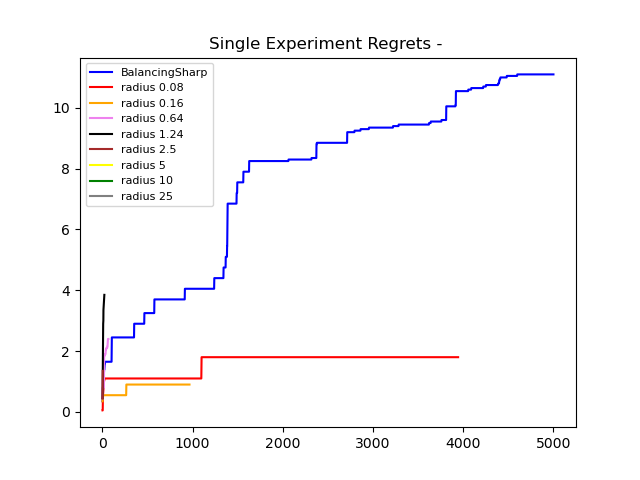 Single Experiment Regrets -
BalancingSharp
radius 0.08
radius 0.16
radius 0.64
radius 1.24
radius 2.5
radius 5
radius 10
radius 25
10
8
6
4
2
0
0 1000 2000 3000 4000 5000